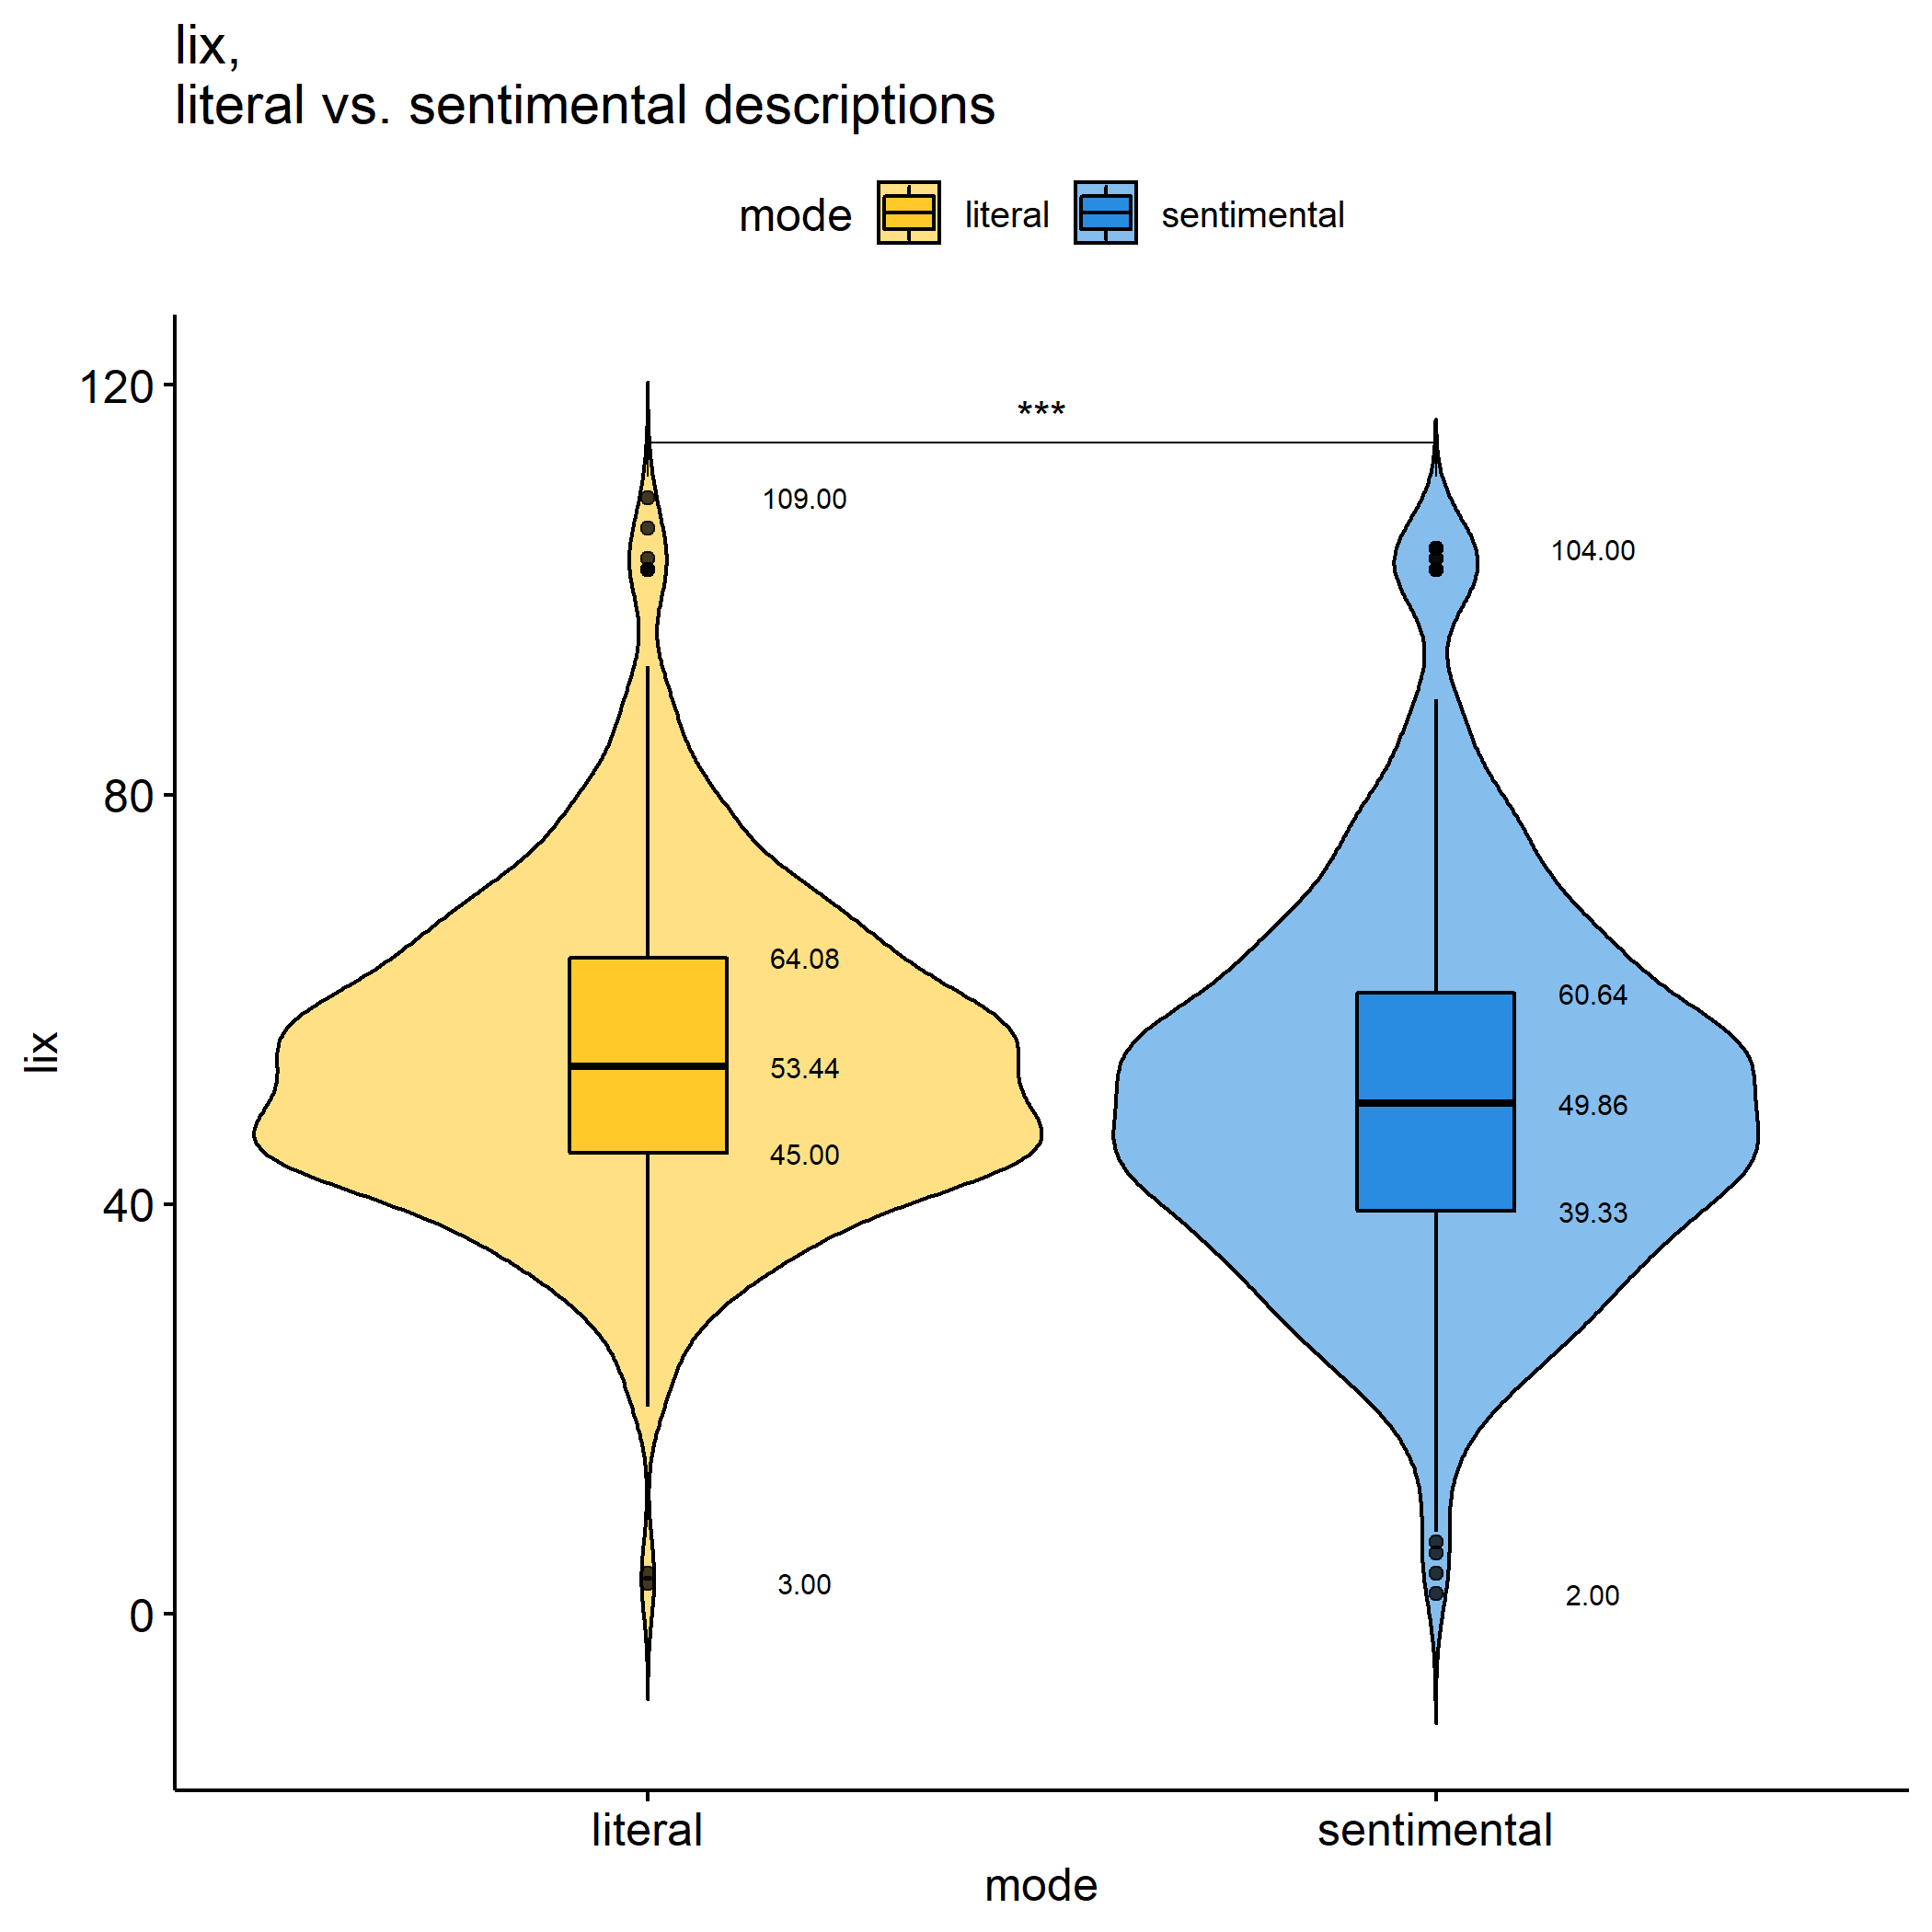 lix,
literal vs. sentimental descriptions
mode literal sentimental
120
***
109.00
104.00
80
64.08
60.64
lix
53.44
49.86
45.00
40
39.33
3.00
2.00
0
literal sentimental
mode